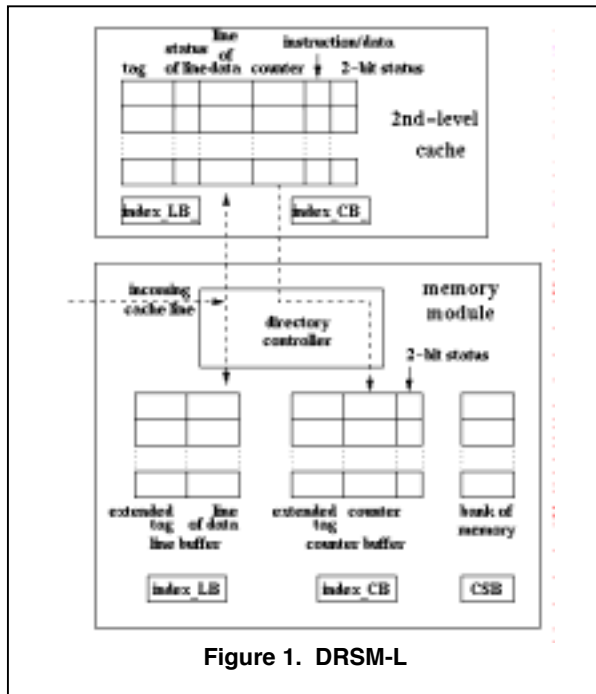 line
status of instruction/data
tag of line data counter 2-bit status
2nd-level
cache
index_LB_ index_CB_
incoming
cache line
memory
module
directory
controller
2-bit status
extended line extended counter bank of
tag of data tag memory
line buffer counter buffer
index_LB index_CB CSB
Figure 1. DRSM-L